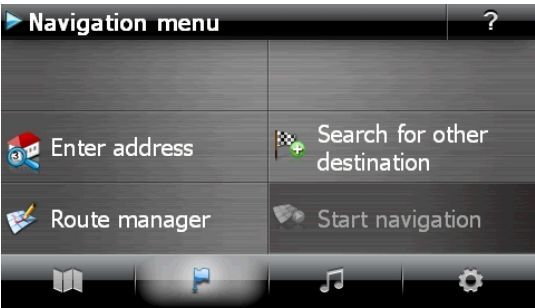 Navigation menu
?
Enter address
Search for other
destination
Route manager
Start navigation